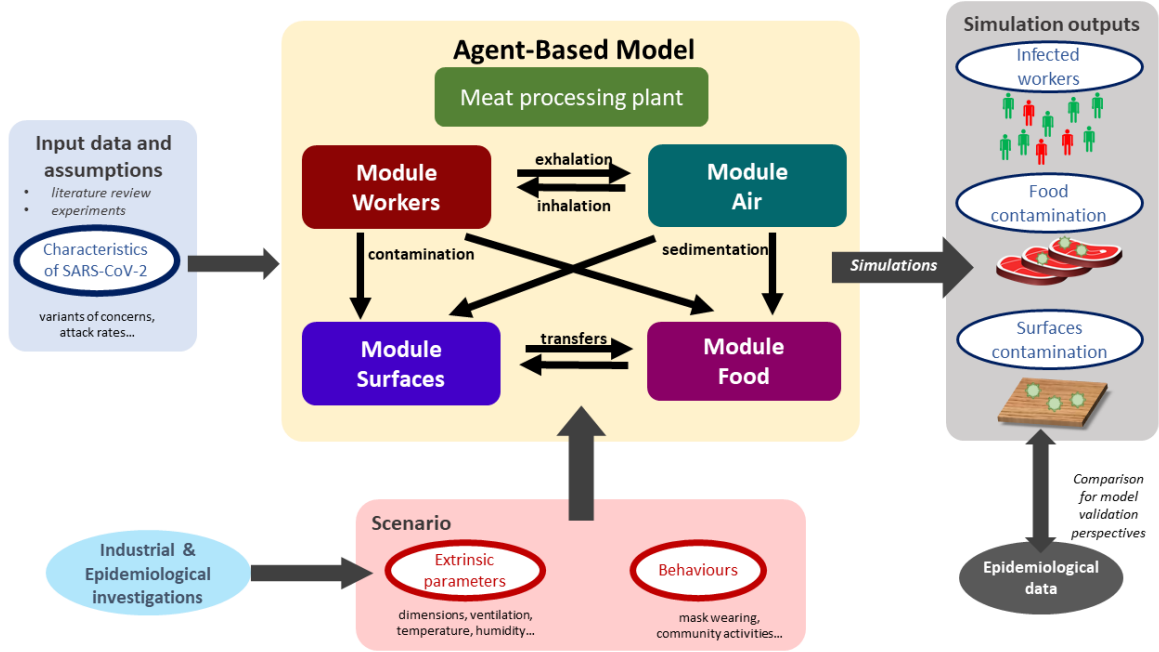 Input data and
assumptions
• literature review
• experiments
Characteristics
of SARS-CoV-2
variants of concerns,
attack rates...
Agent-Based Model
Meat processing plant
Module
Workers
exhalation
inhalation
Module
Air
contamination
sedimentation
Module
Surfaces
transfers
Module
Food
Simulations
Simulation outputs
Infected
workers
Food
contamination
Surfaces
contamination
Comparison
for model
validation
perspectives
Epidemiological
data
Industrial &
Epidemiological
investigations
Scenario
Extrinsic
parameters
dimensions, ventilation,
temperature, humidity...
Behaviours
mask wearing,
community activities...